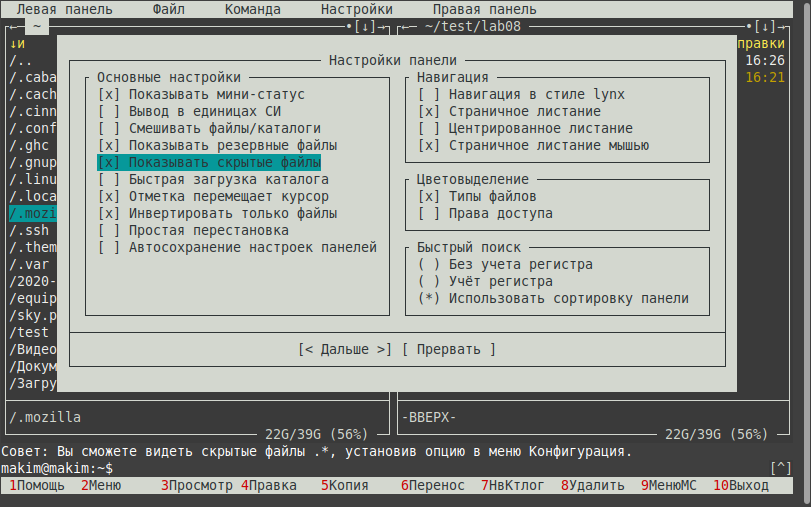 Левая панель Файл Команда Настройки Правая панель
~ •[↓] ~/test/lab08 •[↓]
↓и правки
/.. 16:26
/.caba 16:21
/.cach
/.cinn
/.conf
/.ghc
/.gnup
/.linu
/.loca
/.mozi
/.ssh
/.them
/.var
/2020-
/equip
/sky.p
/test
/Видео
/Докум
/Загру
Настройки панели
Основные настройки
[x] Показывать мини-статус
[ ] Вывод в единицах СИ
[ ] Смешивать файлы/каталоги
[x] Показывать резервные файлы
[x] Показывать скрытые файлы
[ ] Быстрая загрузка каталога
[x] Отметка перемещает курсор
[x] Инвертировать только файлы
[ ] Простая перестановка
[ ] Автосохранение настроек панелей
Навигация
[ ] Навигация в стиле lynx
[x] Страничное листание
[ ] Центрированное листание
[x] Страничное листание мышью
Цветовыделение
[x] Типы файлов
[ ] Права доступа
Быстрый поиск
( ) Без учета регистра
( ) Учёт регистра
(*) Использовать сортировку панели
[< Дальше >] [ Прервать ]
/.mozilla -ВВЕРХ-
22G/39G (56%) 22G/39G (56%)
Совет: Вы сможете видеть скрытые файлы .*, установив опцию в меню Конфигурация.
makim@makim:~$ [^]
1Помощь 2Меню 3Просмотр 4Правка 5Копия 6Перенос 7НвКтлог 8Удалить 9МенюMC 10Выход